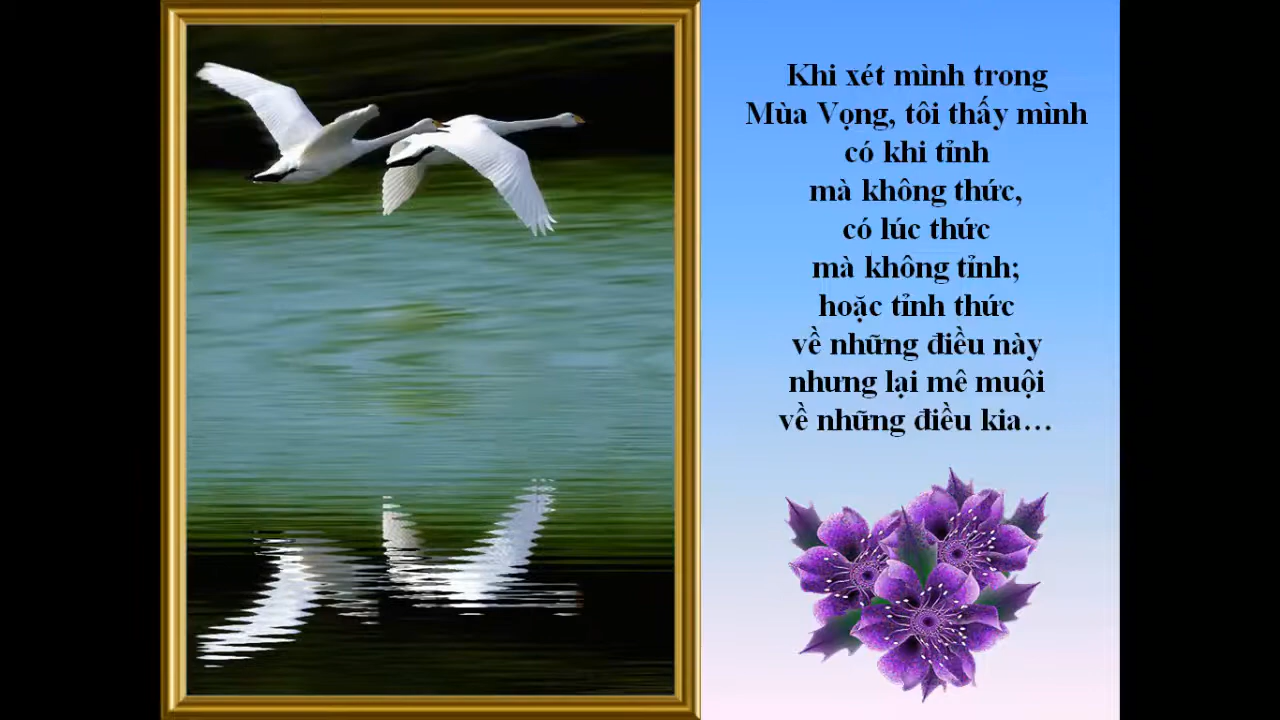 Khi xét mình trong
Mùa Vọng, tôi thấy mình
có khi tỉnh
mà không thức,
có lúc thức
mà không tỉnh;
hoặc tỉnh thức
về những điều này
nhưng lại mê muội
về những điều kia…